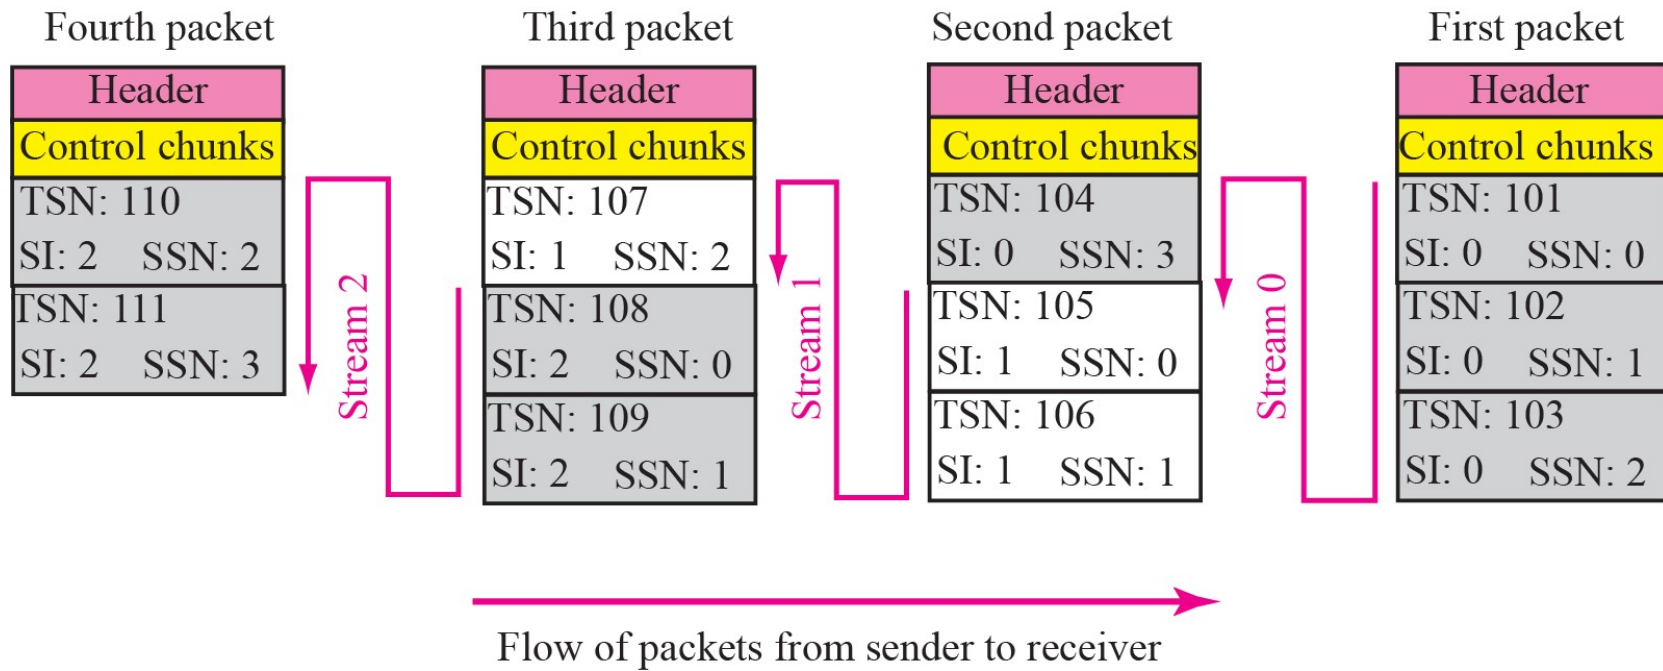 Fourth packet
Third packet
Second packet
First packet
Header
Control chunks
TSN: 110
SI: 2 SSN: 2
TSN: 111
SI: 2 SSN: 3
Stream 2
Header
Control chunks
TSN: 107
SI: 1 SSN: 2
TSN: 108
SI: 2 SSN: 0
TSN: 109
SI: 2 SSN: 1
Stream 1
Header
Control chunks
TSN: 104
SI: 0 SSN: 3
TSN: 105
SI: 1 SSN: 0
TSN: 106
SI: 1 SSN: 1
Stream 0
Header
Control chunks
TSN: 101
SI: 0 SSN: 0
TSN: 102
SI: 0 SSN: 1
TSN: 103
SI: 0 SSN: 2
Flow of packets from sender to receiver